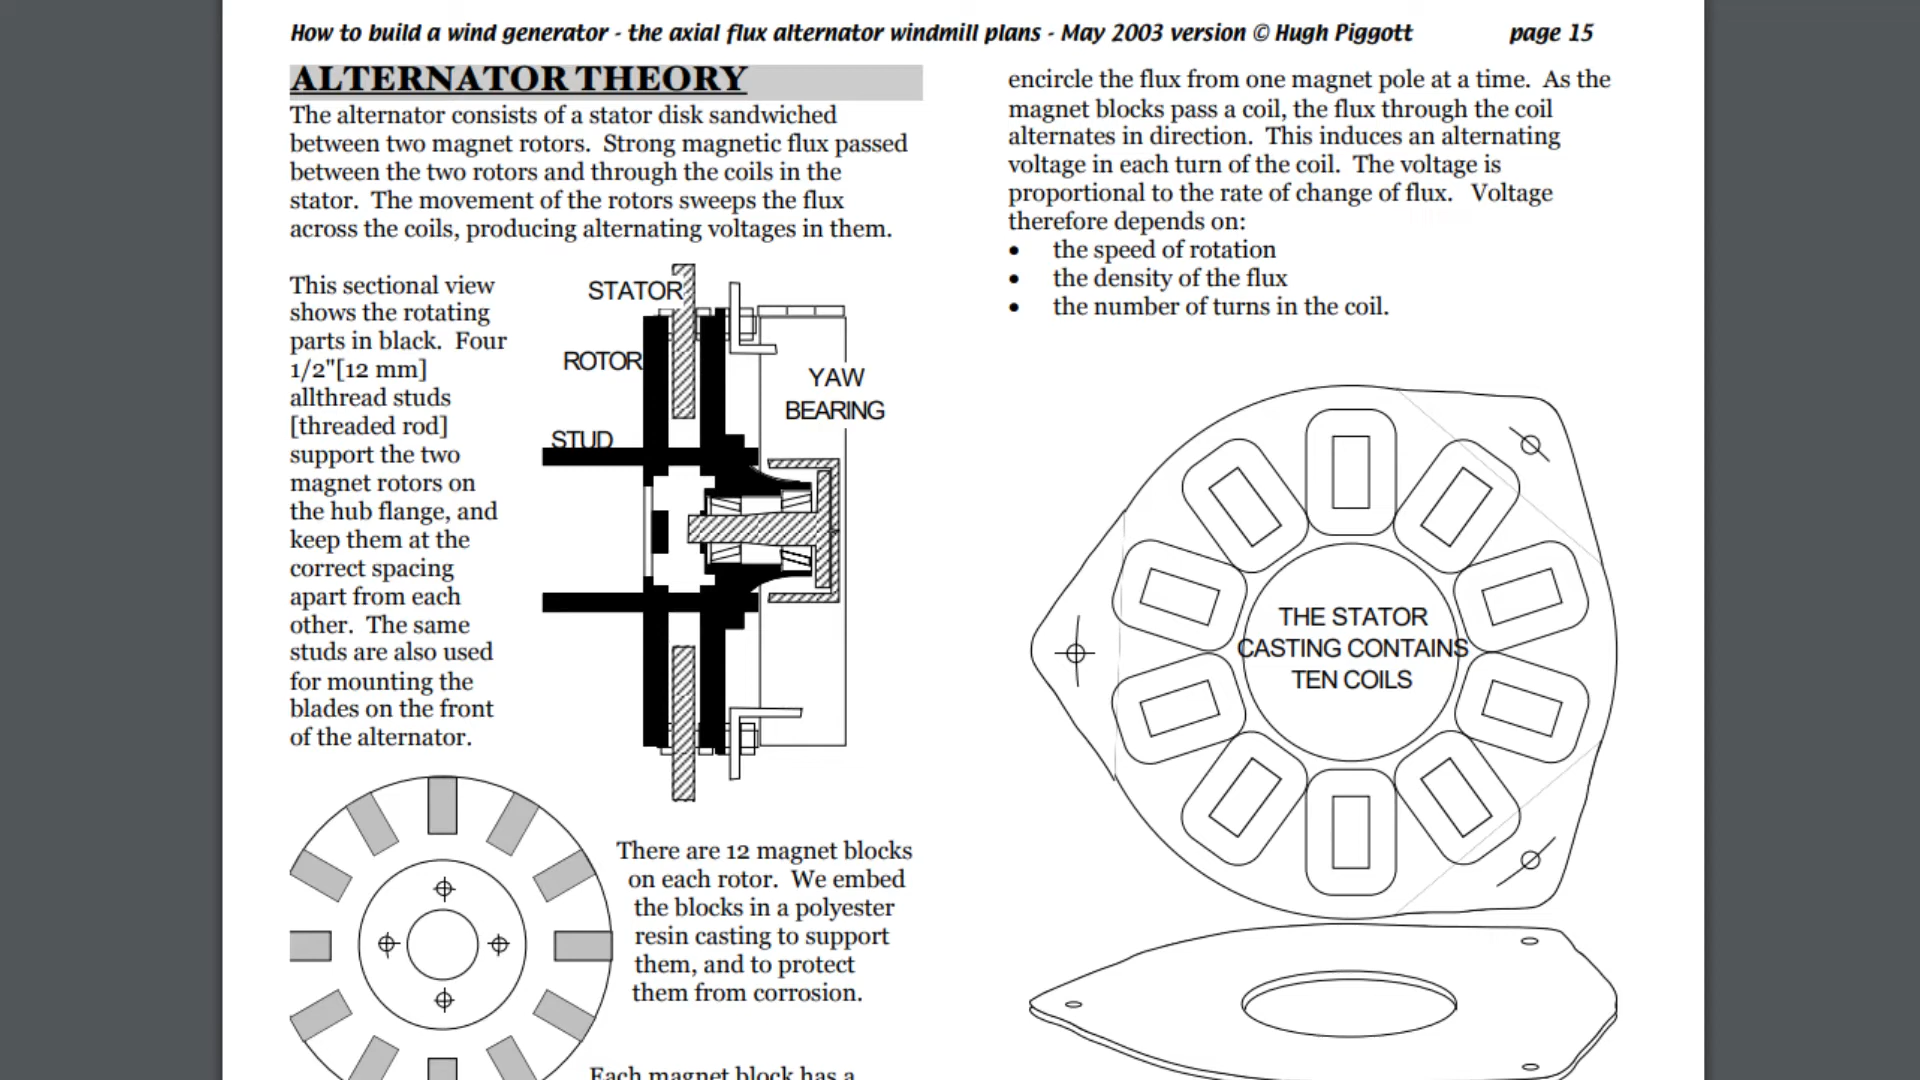 How to build a wind generator - the axial flux alternator windmill plans - May 2003 version © Hugh Piggott page 15
ALTERNATOR THEORY
The alternator consists of a stator disk sandwiched
between two magnet rotors. Strong magnetic flux passed
between the two rotors and through the coils in the
stator. The movement of the rotors sweeps the flux
across the coils, producing alternating voltages in them.
This sectional view
shows the rotating
parts in black. Four
1/2"[12 mm]
allthread studs
[threaded rod]
support the two
magnet rotors on
the hub flange, and
keep them at the
correct spacing
apart from each
other. The same
studs are also used
for mounting the
blades on the front
of the alternator.
STATOR
ROTOR
STUD
YAW
BEARING
There are 12 magnet blocks
on each rotor. We embed
the blocks in a polyester
resin casting to support
them, and to protect
them from corrosion.
Each magnet block has a
encircle the flux from one magnet pole at a time. As the
magnet blocks pass a coil, the flux through the coil
alternates in direction. This induces an alternating
voltage in each turn of the coil. The voltage is
proportional to the rate of change of flux. Voltage
therefore depends on:
• the speed of rotation
• the density of the flux
• the number of turns in the coil.
THE STATOR
CASTING CONTAINS
TEN COILS